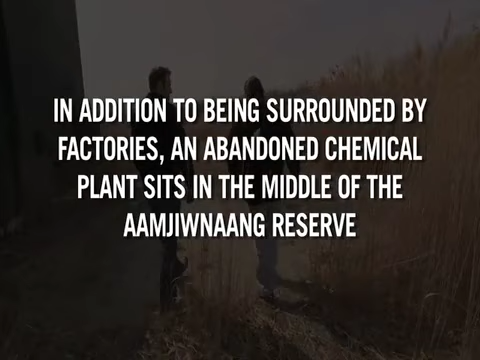 IN ADDITION TO BEING SURROUNDED BY
FACTORIES, AN ABANDONED CHEMICAL
PLANT SITS IN THE MIDDLE OF THE
AAMJIWNAANG RESERVE